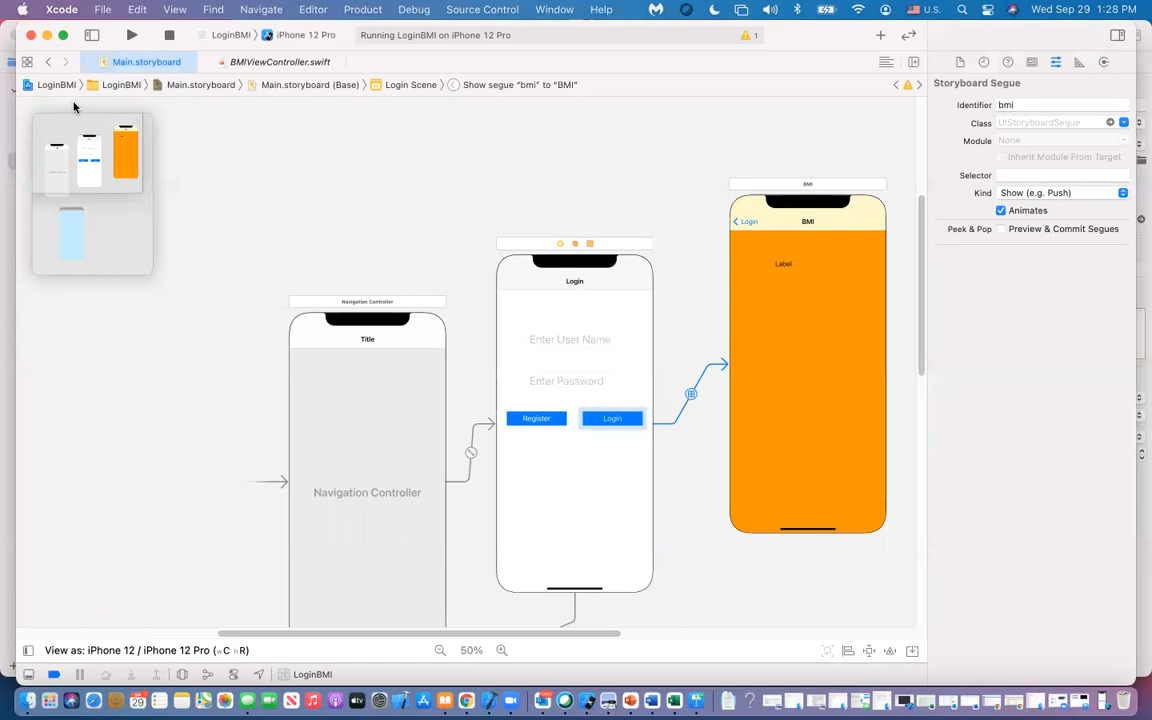 Xcode File Edit View Find Navigate Editor Product Debug Source Control Window Help U.S. Wed Sep 29 1:28 PM
LoginBMI 〉 iPhone 12 Pro Running LoginBMI on iPhone 12 Pro 1
Main.storyboard BMIViewController.swift
LoginBMI 〉 LoginBMI 〉 Main.storyboard 〉 Main.storyboard (Base) 〉 Login Scene 〉 Show segue "bmi" to "BMI"
Storyboard Segue
Identifier bmi
Class UIStoryboardSegue
Module None
Inherit Module From Target
Selector
Kind Show (e.g. Push)
Animates
Peek & Pop Preview & Commit Segues
BMI
Login BMI
Label
Login
Enter User Name
Enter Password
Register Login
Navigation Controller
Title
Navigation Controller
View as: iPhone 12 / iPhone 12 Pro (wC hR) 50%
LoginBMI